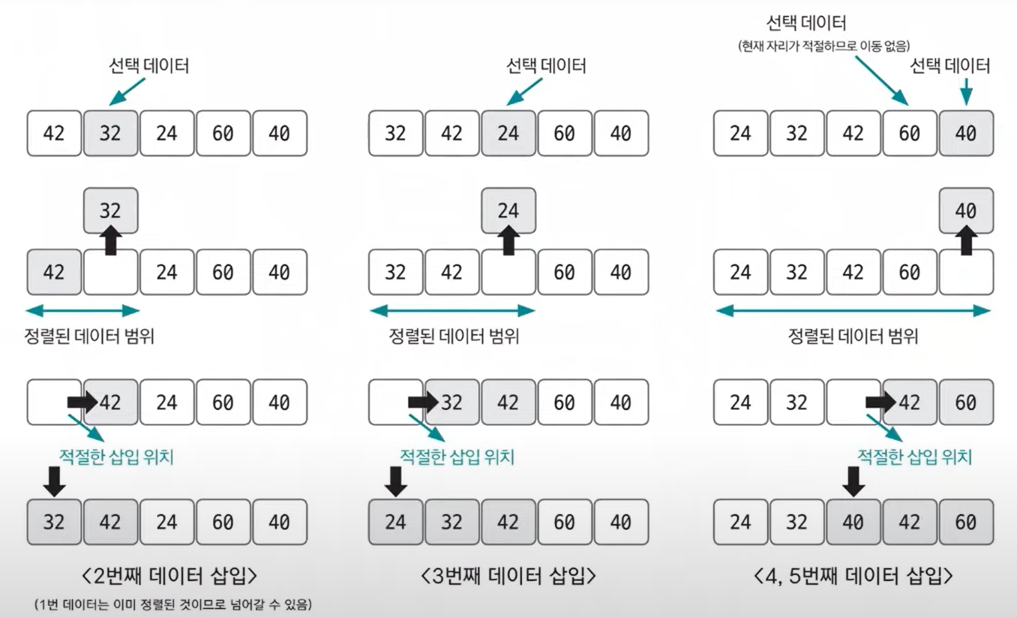 선택 데이터
42 32 24 60 40
32
42 24 60 40
정렬된 데이터 범위
42 24 60 40
적절한 삽입 위치
32 42 24 60 40
<2번째 데이터 삽입>
(1번 데이터는 이미 정렬된 것이므로 넘어갈 수 있음)
선택 데이터
32 42 24 60 40
24
32 42 60 40
정렬된 데이터 범위
32 42 60 40
적절한 삽입 위치
24 32 42 60 40
<3번째 데이터 삽입>
선택 데이터
(현재 자리가 적절하므로 이동 없음)
선택 데이터
24 32 42 60 40
40
24 32 42 60
정렬된 데이터 범위
24 32 42 60
적절한 삽입 위치
24 32 40 42 60
<4, 5번째 데이터 삽입>